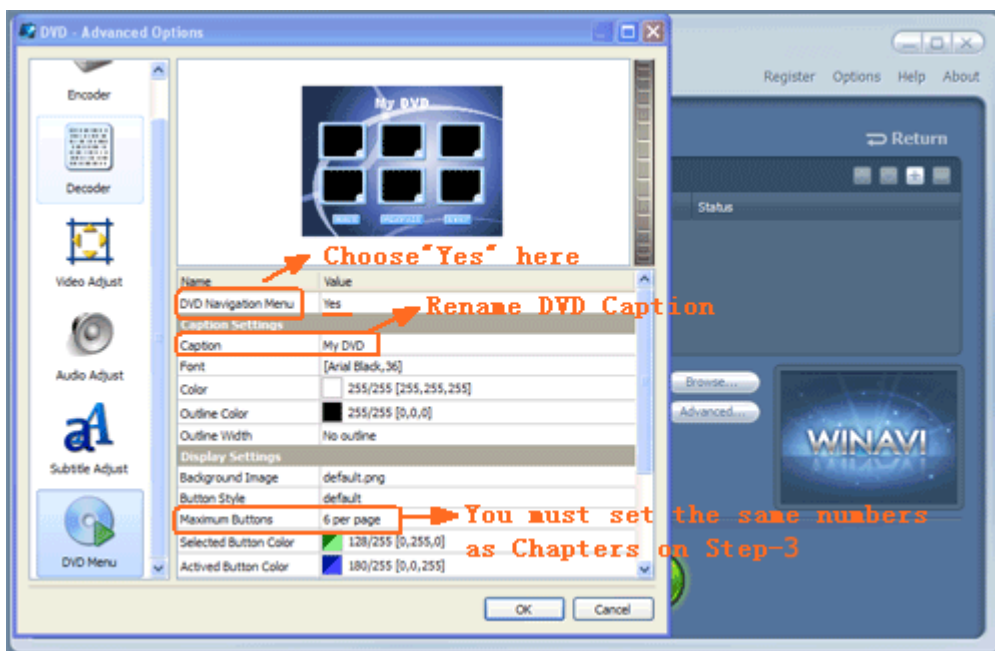 DVD - Advanced Options
Register Options Help About
Encoder
My DVD
Return
Decoder
Status
Choose"Yes" here
Video Adjust
Name Value
DVD Navigation Menu Yes
Rename DVD Caption
Caption Settings
Caption My DVD
Font [Arial Black,36]
Audio Adjust
Color 255/255 [255,255,255]
Browse...
Outline Color 255/255 [0,0,0]
Advanced...
Outline Width No outline
WINAVI
Display Settings
Subtitle Adjust
Background Image default.png
Button Style default
Maximum Buttons 6 per page
You must set the same numbers
as Chapters on Step-3
Selected Button Color 128/255 [0,255,0]
DVD Menu
Actived Button Color 180/255 [0,0,255]
OK Cancel